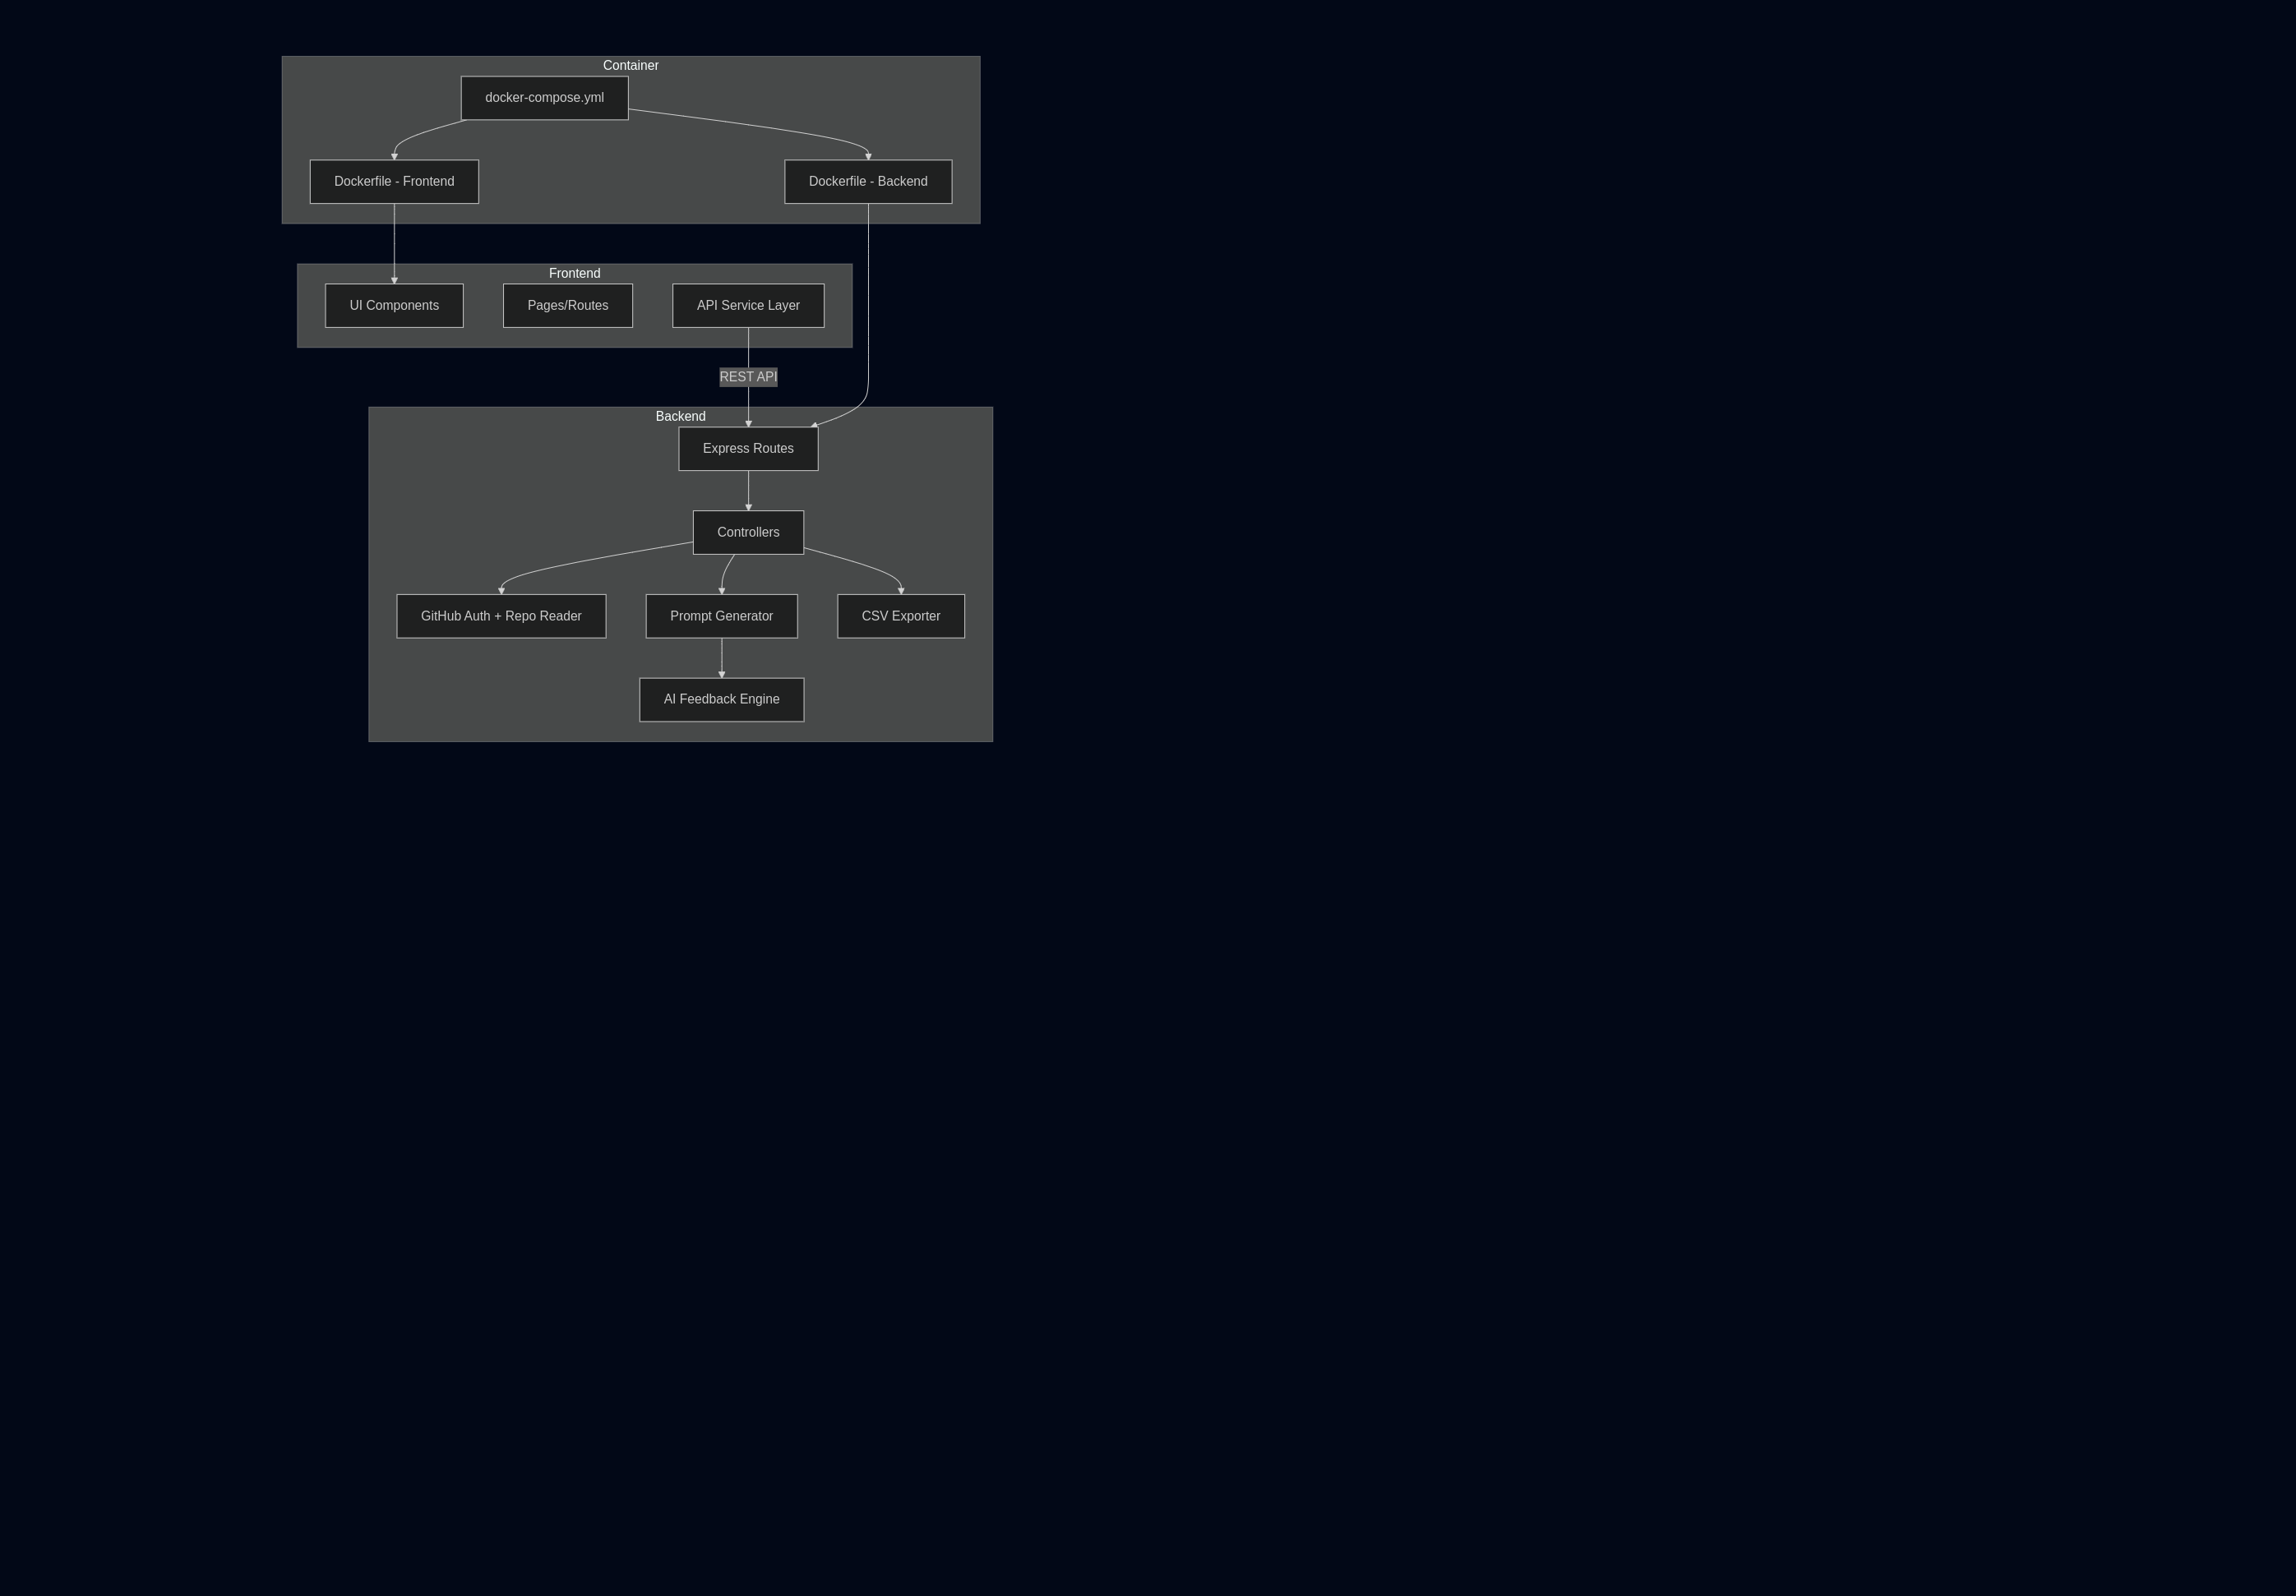 Container
docker-compose.yml
Dockerfile - Frontend
Dockerfile - Backend
Frontend
UI Components
Pages/Routes
API Service Layer
REST API
Backend
Express Routes
Controllers
GitHub Auth + Repo Reader
Prompt Generator
CSV Exporter
AI Feedback Engine